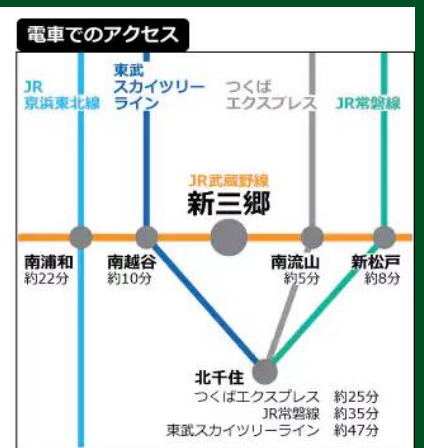 電車でのアクセス
JR
京浜東北線
東武
スカイツリー
ライン
つくば
エクスプレス
JR常磐線
JR武蔵野線
新三郷
南浦和
約22分
南越谷
約10分
南流山
約5分
新松戸
約8分
北千住
つくばエクスプレス 約25分
JR常磐線 約35分
東武スカイツリーライン 約47分